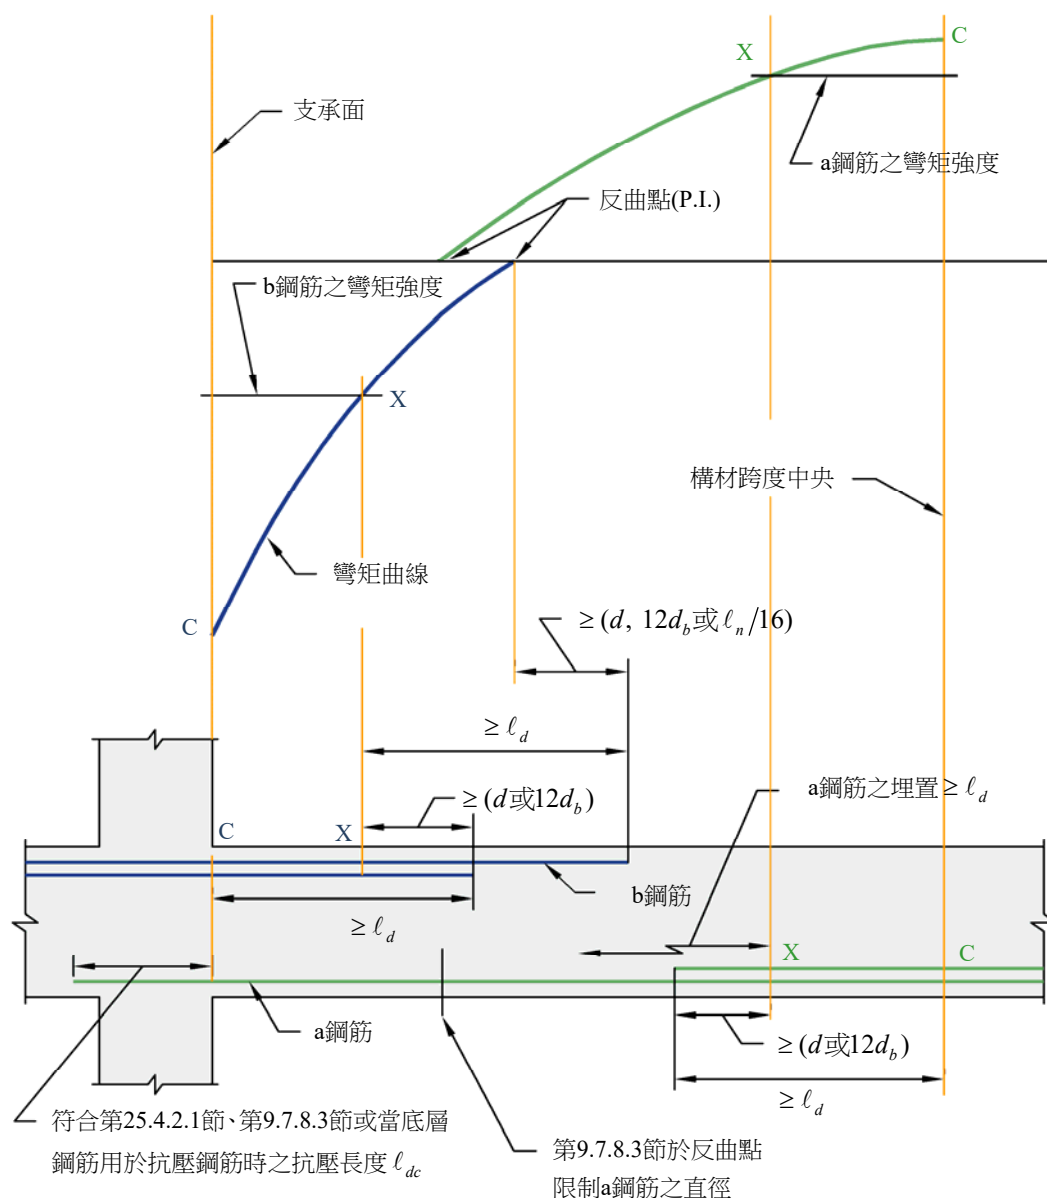 C
X
支承面
a鋼筋之彎矩強度
反曲點(P.I.)
b鋼筋之彎矩強度
X
構材跨度中央
彎矩曲線
C
≥(d, 12d_b或ℓ_n/16)
≥ℓ_d
a鋼筋之埋置≥ℓ_d
≥(d或12d_b)
C
X
b鋼筋
≥ℓ_d
X
C
a鋼筋
≥(d或12d_b)
≥ℓ_d
符合第25.4.2.1節、第9.7.8.3節或當底層
鋼筋用於抗壓鋼筋時之抗壓長度ℓ_dc
第9.7.8.3節於反曲點
限制a鋼筋之直徑